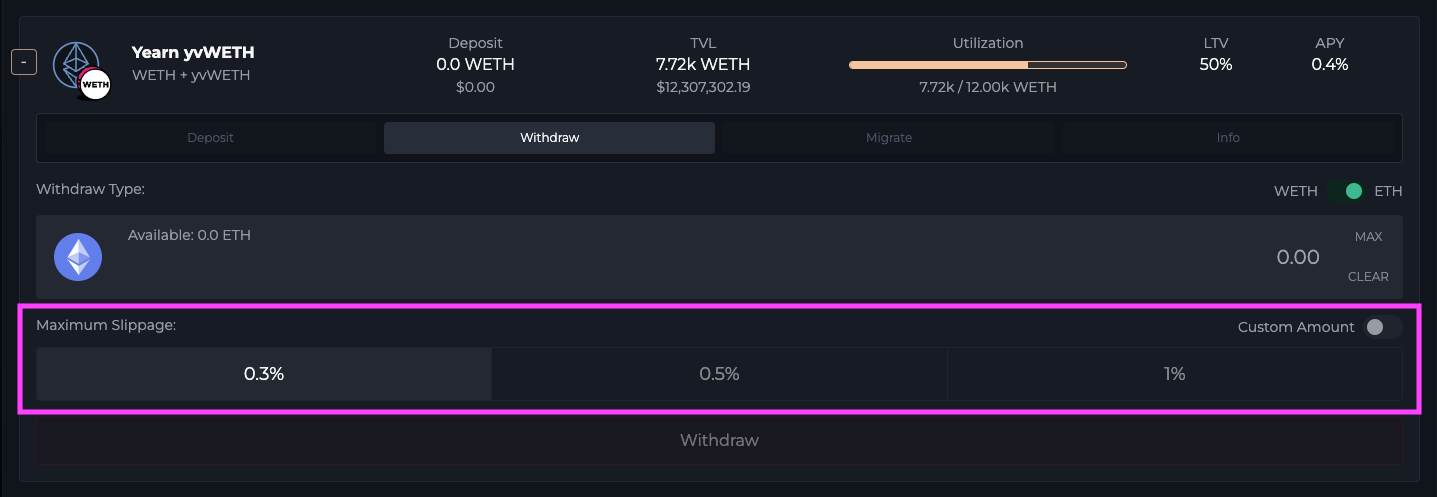 -
WETH
Yearn yvWETH
WETH + yvWETH
Deposit
0.0 WETH
$0.00
TVL
7.72k WETH
$12,307,302.19
Utilization
7.72k / 12.00k WETH
LTV
50%
APY
0.4%
Deposit Withdraw Migrate Info
Withdraw Type: WETH ETH
Available: 0.0 ETH
0.00
MAX
CLEAR
Maximum Slippage: Custom Amount
0.3% 0.5% 1%
Withdraw